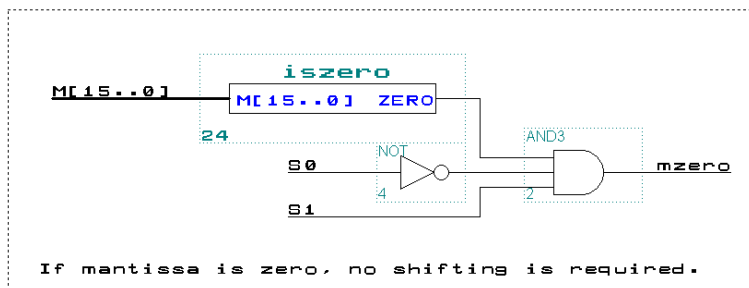 iszero
M[15..0]
M[15..0] ZERO
24
AND3
NOT
S0
mzero
4
2
S1
If mantissa is zero, no shifting is required.